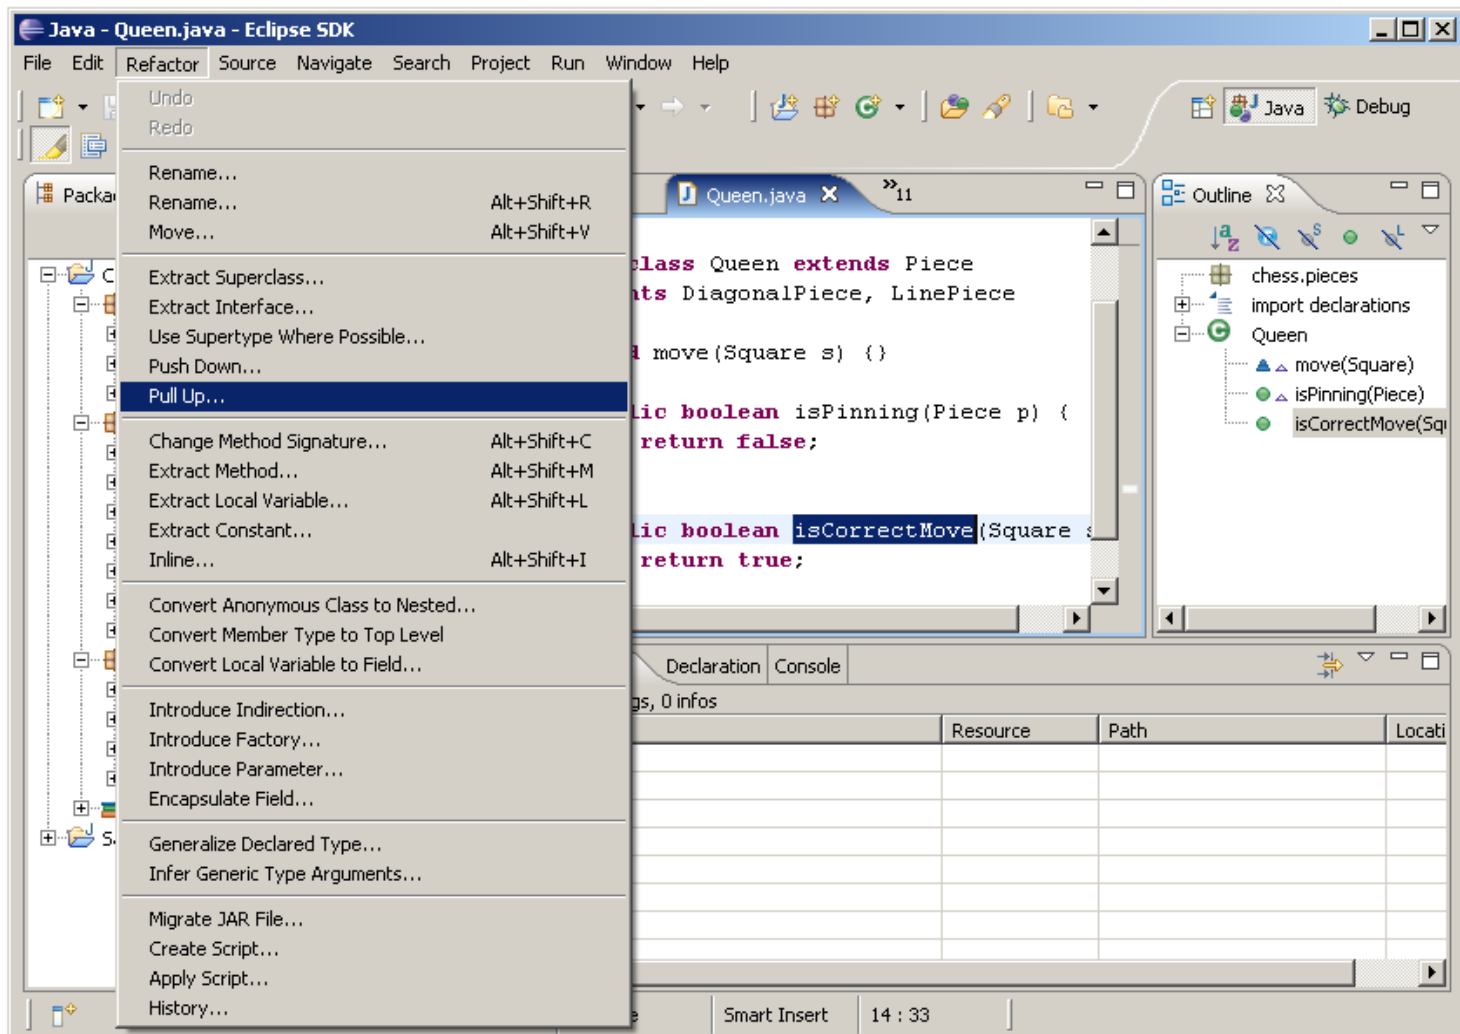 Java - Queen.java - Eclipse SDK
File Edit Refactor Source Navigate Search Project Run Window Help
Java Debug
Undo
Redo
Rename...
Rename... Alt+Shift+R
Move... Alt+Shift+V
Extract Superclass...
Extract Interface...
Use Supertype Where Possible...
Push Down...
Pull Up...
Change Method Signature... Alt+Shift+C
Extract Method... Alt+Shift+M
Extract Local Variable... Alt+Shift+L
Extract Constant...
Inline... Alt+Shift+I
Convert Anonymous Class to Nested...
Convert Member Type to Top Level
Convert Local Variable to Field...
Introduce Indirection...
Introduce Factory...
Introduce Parameter...
Encapsulate Field...
Generalize Declared Type...
Infer Generic Type Arguments...
Migrate JAR File...
Create Script...
Apply Script...
History...
Packa
C
S
Queen.java
»11
class Queen extends Piece
nts DiagonalPiece, LinePiece
d move(Square s) {}
lic boolean isPinning(Piece p) {
return false;
lic boolean isCorrectMove(Square s
return true;
Outline
chess.pieces
import declarations
Queen
move(Square)
isPinning(Piece)
isCorrectMove(Squ
Declaration Console
gs, 0 infos
Resource Path Locati
e Smart Insert 14 : 33